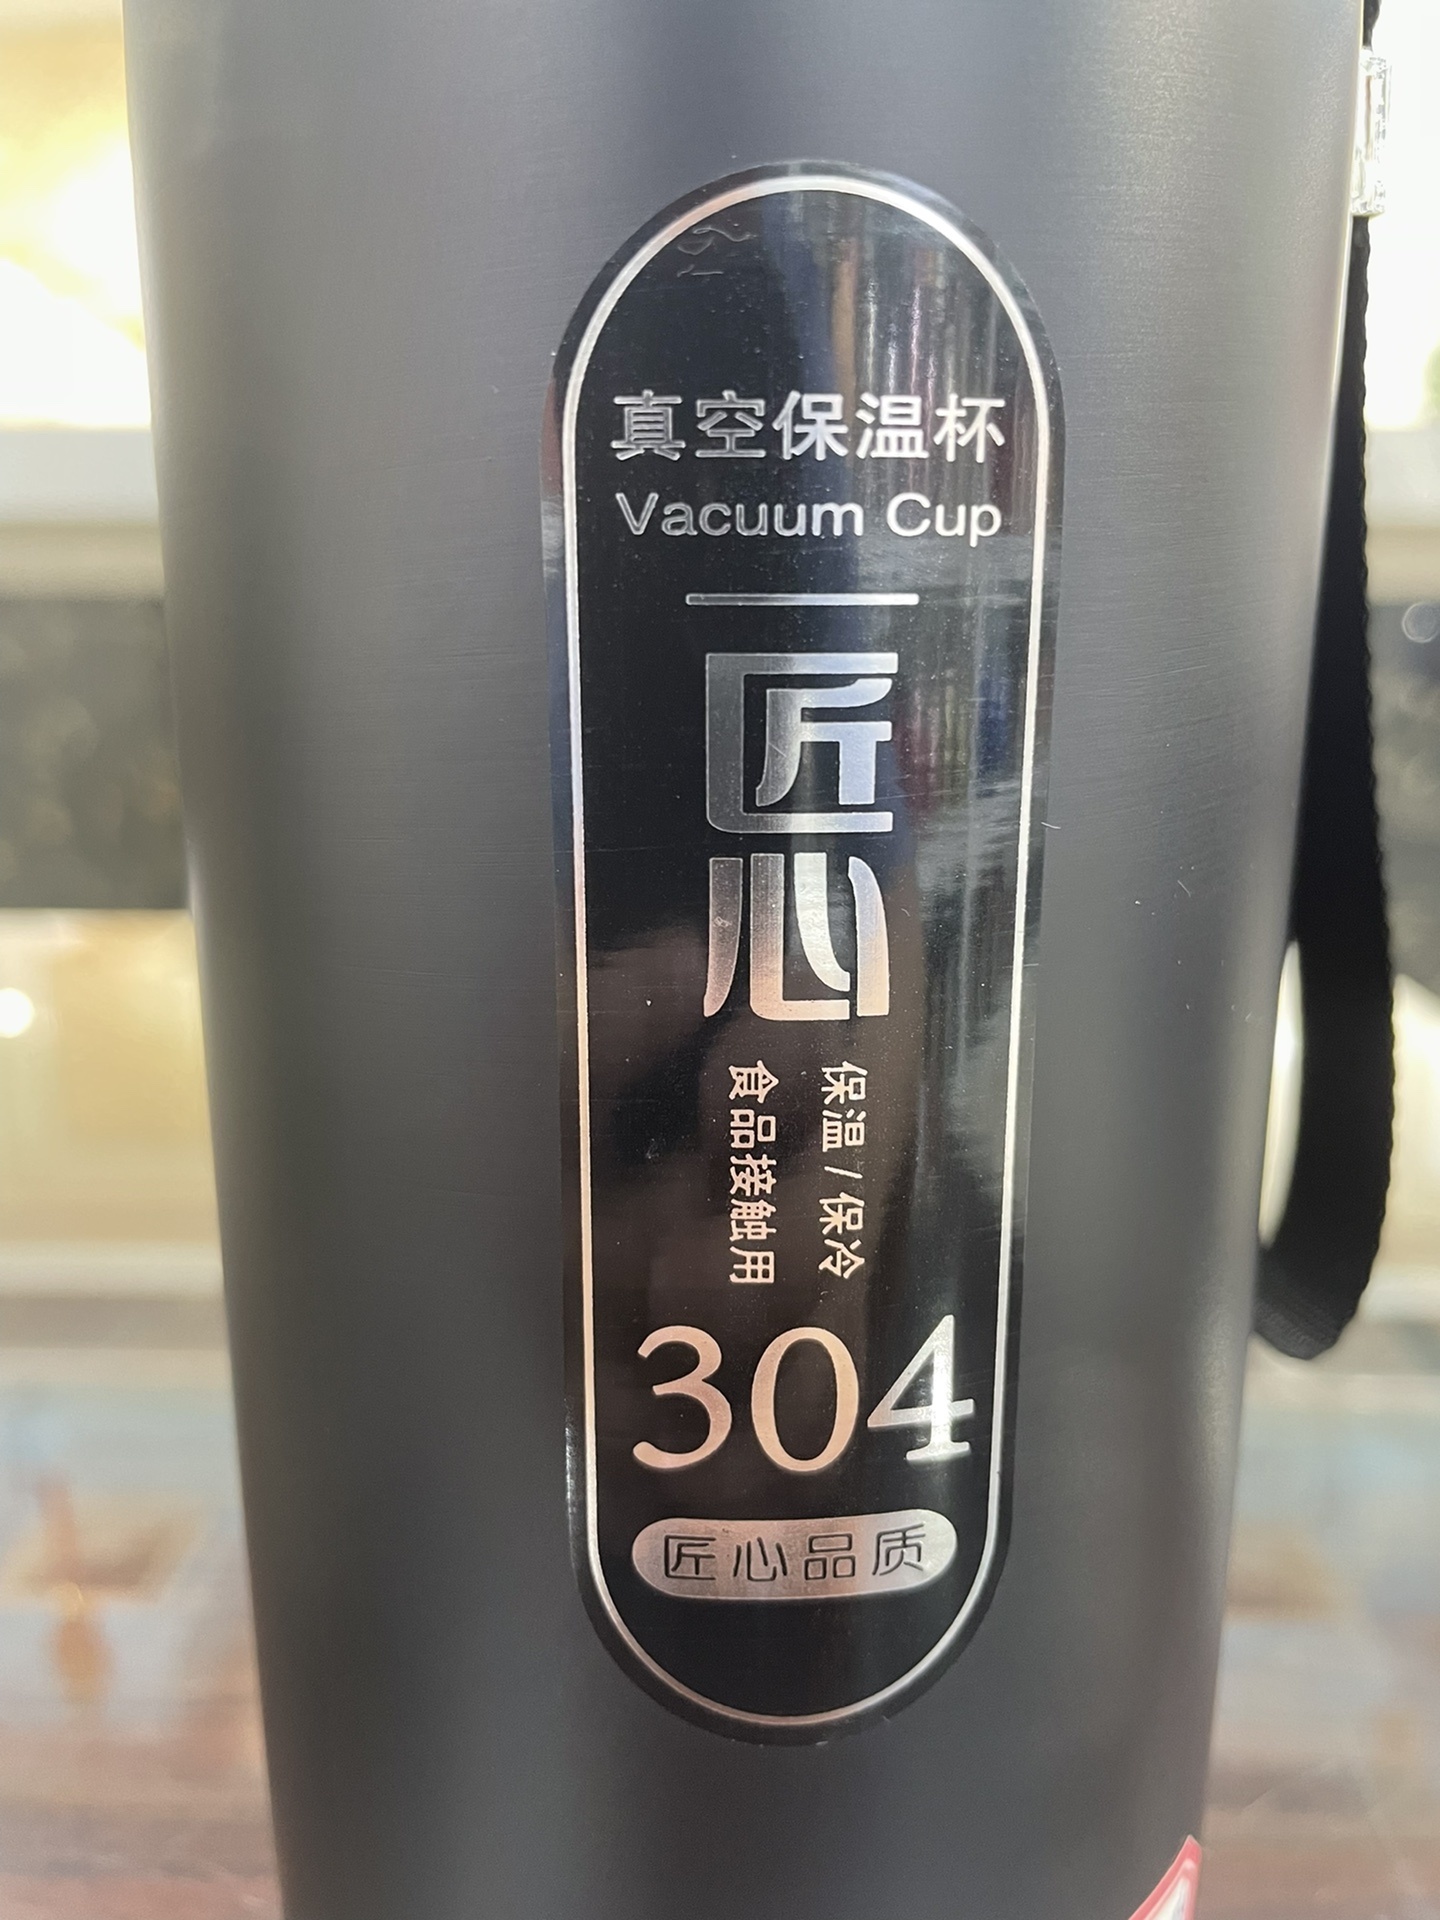 真空保温杯
Vacuum Cup
匠心
保温/保冷
食品接触用
304
匠心品质